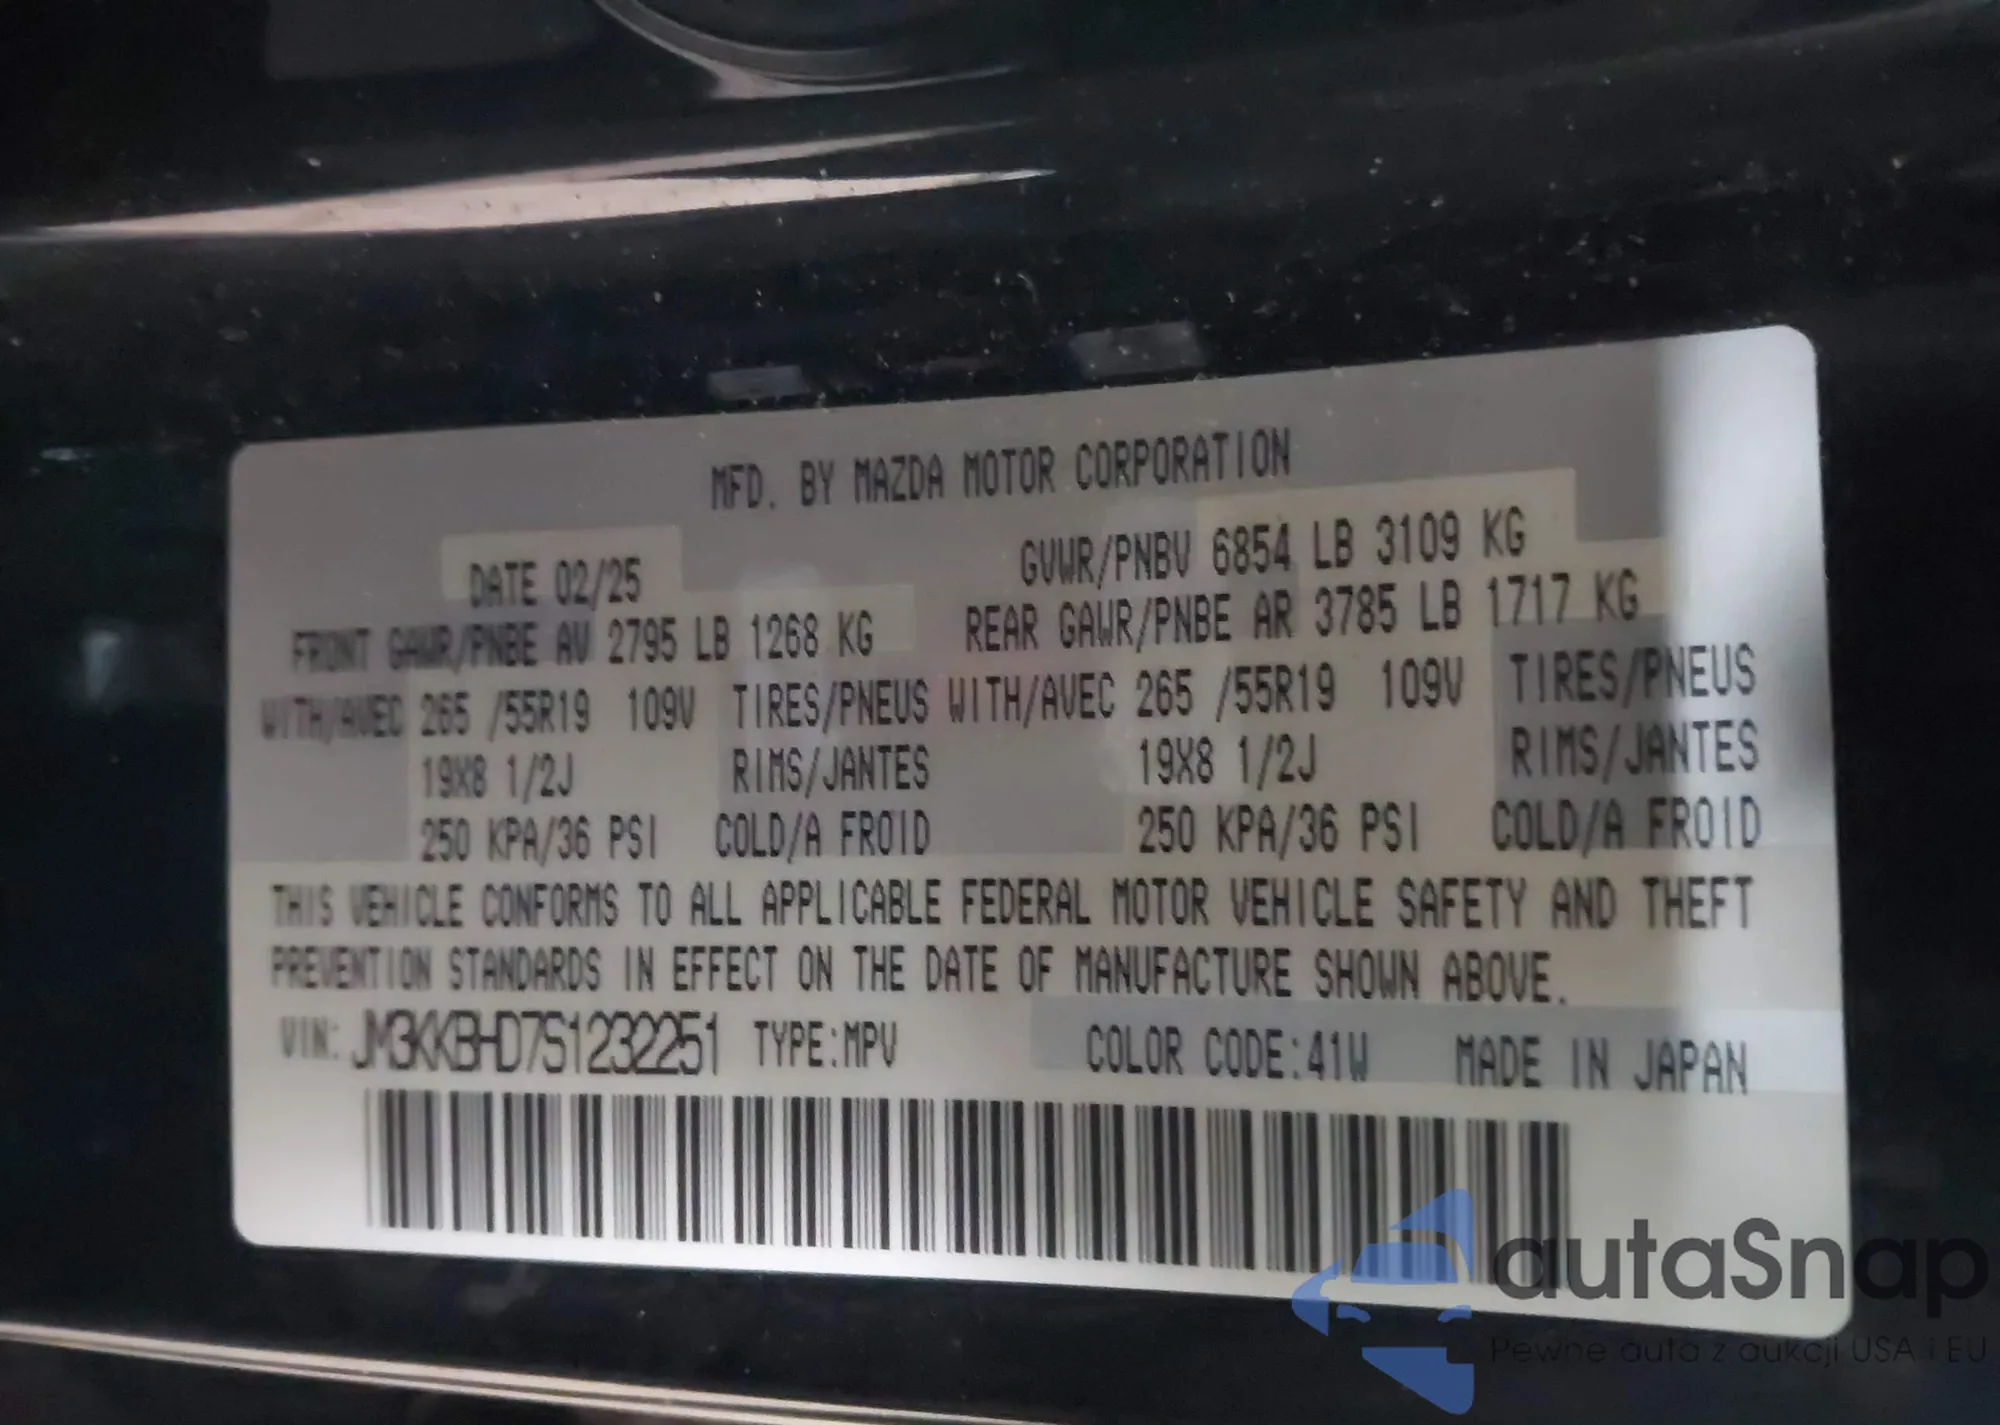 MFD. BY MAZDA MOTOR CORPORATION
DATE 02/25 GVWR/PNBV 6854 LB 3109 KG
FRONT GAWR/PNBE AV 2795 LB 1268 KG REAR GAWR/PNBE AR 3785 LB 1717 KG
WITH/AVEC 265 /55R19 109V TIRES/PNEUS WITH/AVEC 265 /55R19 109V TIRES/PNEUS
19X8 1/2J RIMS/JANTES 19X8 1/2J RIMS/JANTES
250 KPA/36 PSI COLD/A FROID 250 KPA/36 PSI COLD/A FROID
THIS VEHICLE CONFORMS TO ALL APPLICABLE FEDERAL MOTOR VEHICLE SAFETY AND THEFT
PREVENTION STANDARDS IN EFFECT ON THE DATE OF MANUFACTURE SHOWN ABOVE.
VIN: JM3KKBHD7S1232251 TYPE:MPV COLOR CODE:41W MADE IN JAPAN
autaSnap
Pewne auta z aukcji USA i EU